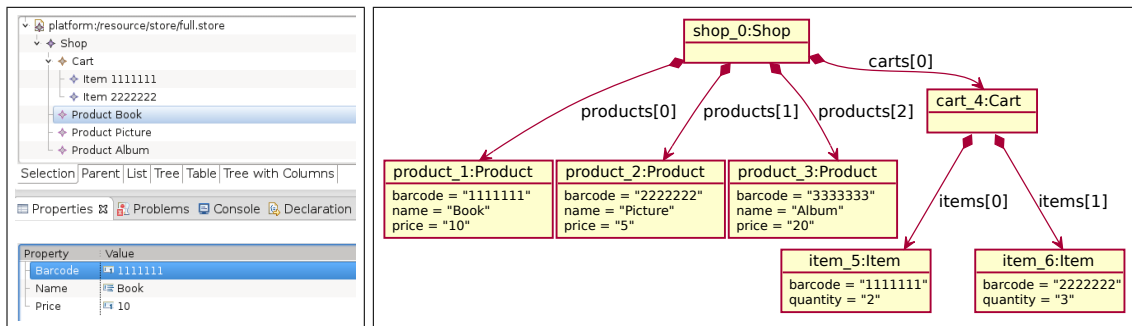 platform:/resource/store/full.store
Shop
Cart
Item 1111111
Item 2222222
Product Book
Product Picture
Product Album
Selection Parent List Tree Table Tree with Columns
Properties Problems Console Declaration
Property Value
Barcode 1111111
Name Book
Price 10
shop_0:Shop
carts[0]
products[0] products[1] products[2]
cart_4:Cart
product_1:Product
barcode = "1111111"
name = "Book"
price = "10"
product_2:Product
barcode = "2222222"
name = "Picture"
price = "5"
product_3:Product
barcode = "3333333"
name = "Album"
price = "20"
items[0] items[1]
item_5:Item
barcode = "1111111"
quantity = "2"
item_6:Item
barcode = "2222222"
quantity = "3"